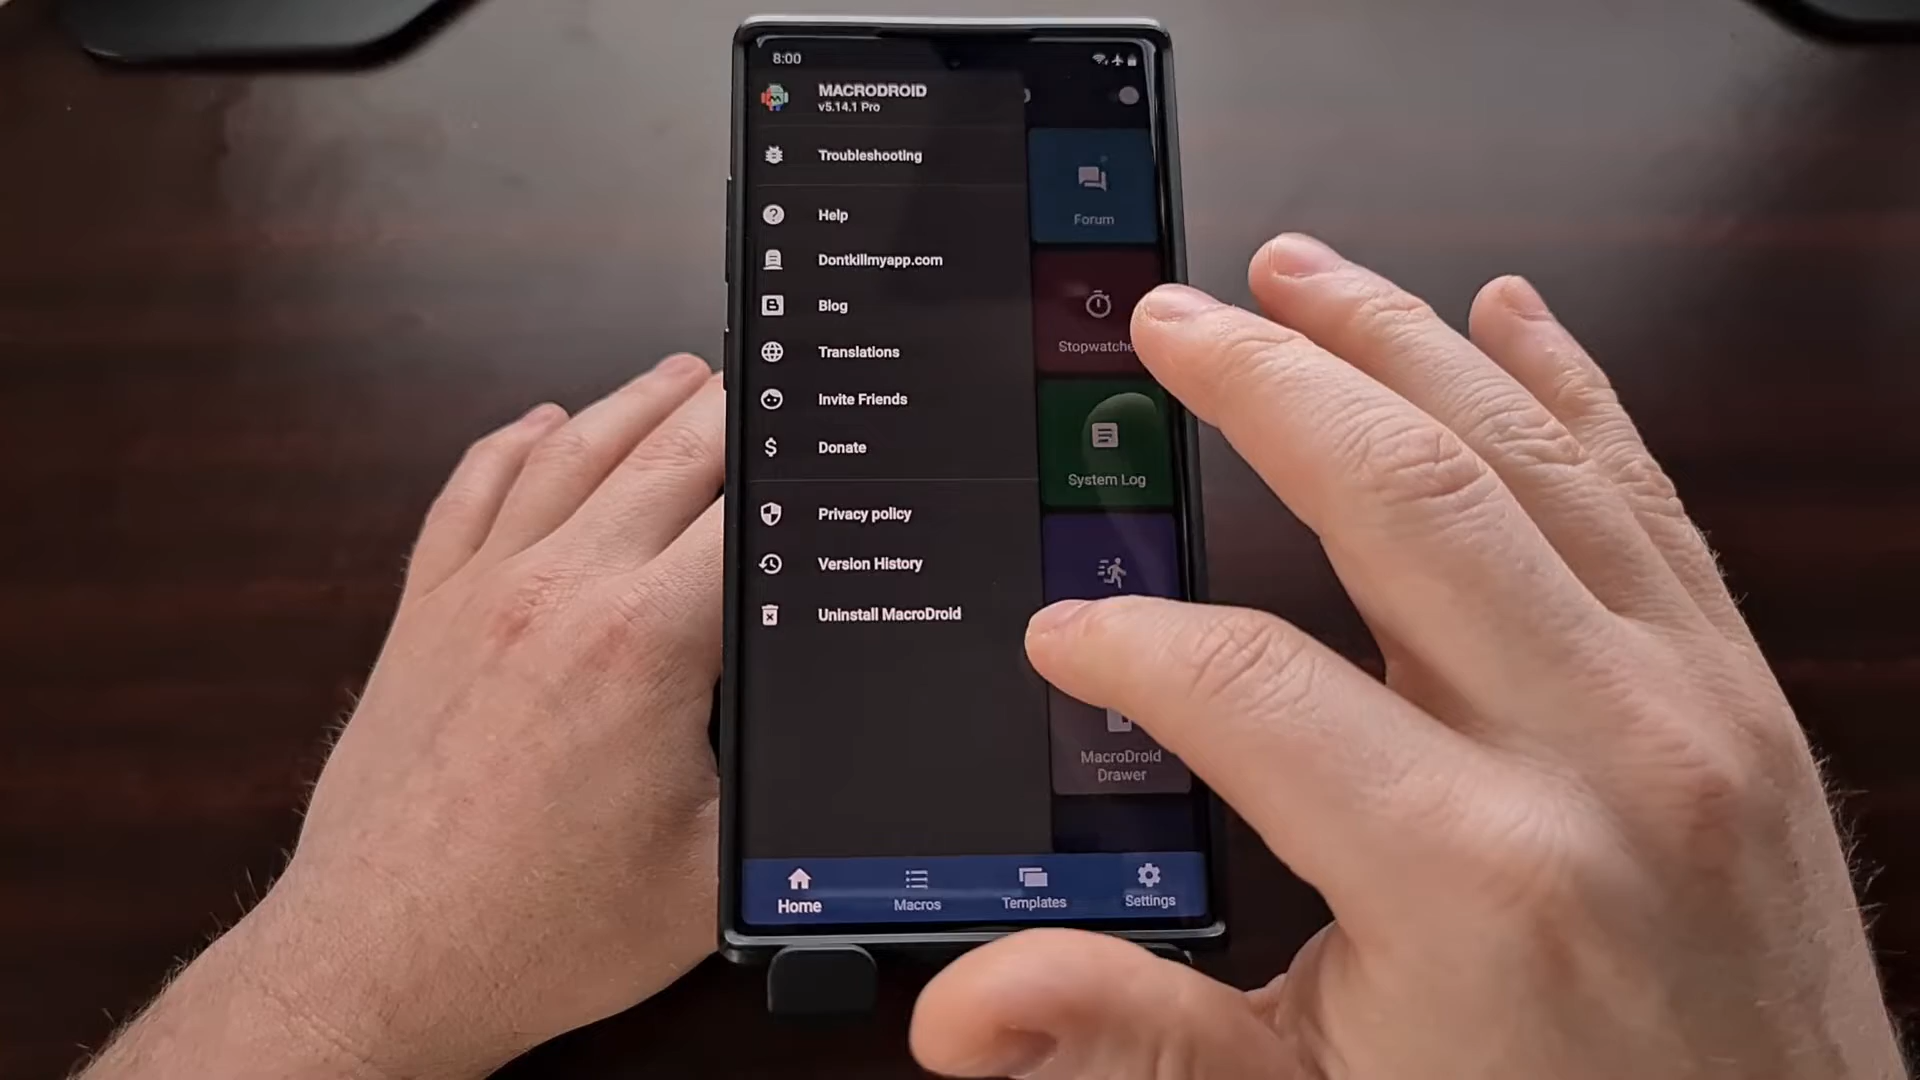 8:00
MACRODROID
v5.14.1 Pro
Troubleshooting
Help
Dontkillmyapp.com
Blog
Translations
Invite Friends
Donate
Privacy policy
Version History
Uninstall MacroDroid
Forum
Stopwatche
System Log
MacroDroid
Drawer
Home
Macros
Templates
Settings